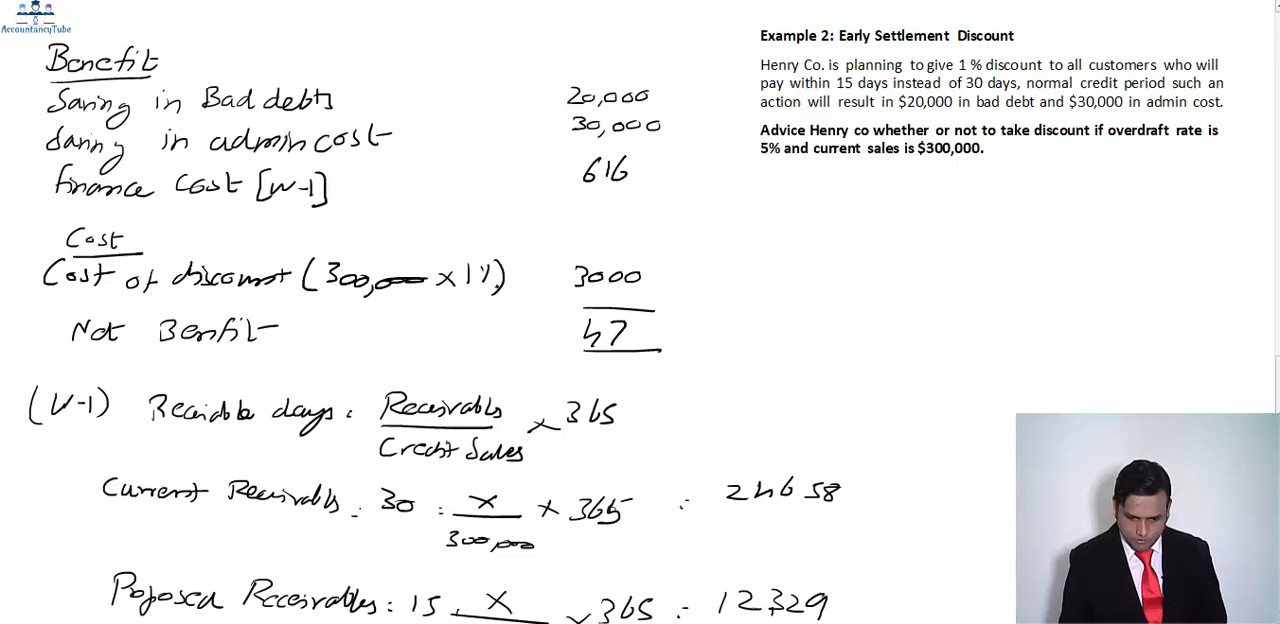 AccountancyTube
Benefit
Saving in Bad debts 20,000
Saving in admin cost 30,000
finance cost [W-1] 616
Cost
Cost of discount (300,000 x 1%) 3000
Net Benefit 47
(W-1) Receivable days = Receivables x 365
Credit Sales
Current Receivables = 30 = x x 365 = 24658
300,000
Proposed Receivables = 15 x x 365 = 12329
Example 2: Early Settlement Discount
Henry Co. is planning to give 1 % discount to all customers who will
pay within 15 days instead of 30 days, normal credit period such an
action will result in $20,000 in bad debt and $30,000 in admin cost.
Advice Henry co whether or not to take discount if overdraft rate is
5% and current sales is $300,000.